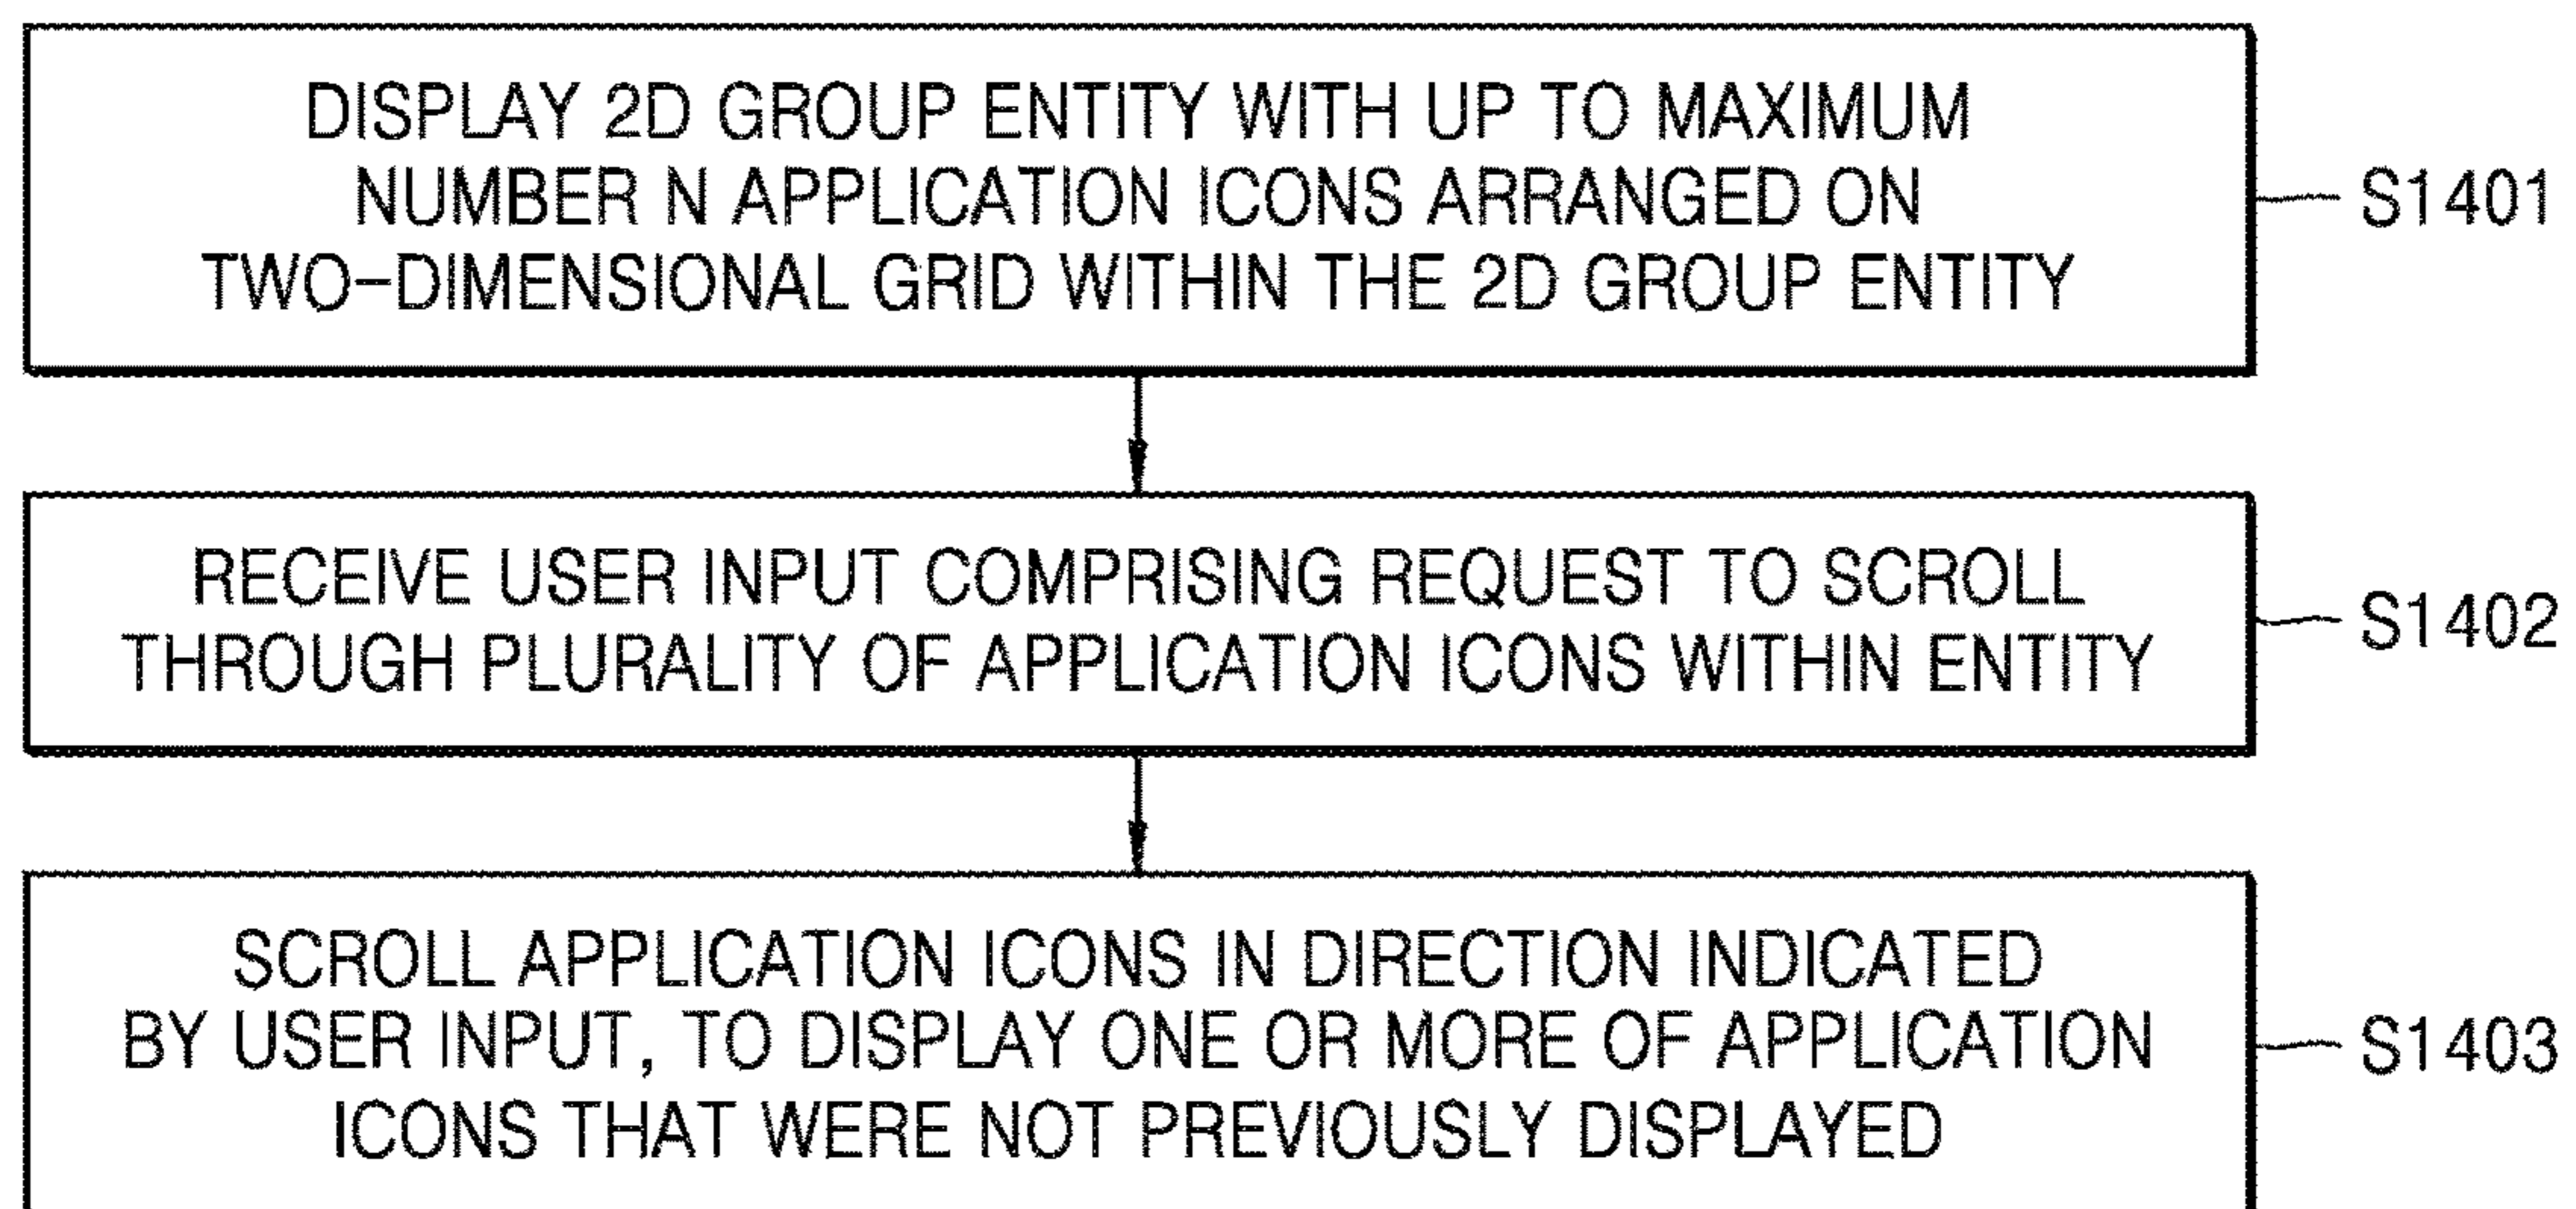 DISPLAY 2D GROUP ENTITY WITH UP TO MAXIMUM
NUMBER N APPLICATION ICONS ARRANGED ON
TWO-DIMENSIONAL GRID WITHIN THE 2D GROUP ENTITY
S1401
RECEIVE USER INPUT COMPRISING REQUEST TO SCROLL
THROUGH PLURALITY OF APPLICATION ICONS WITHIN ENTITY
S1402
SCROLL APPLICATION ICONS IN DIRECTION INDICATED
BY USER INPUT, TO DISPLAY ONE OR MORE OF APPLICATION
ICONS THAT WERE NOT PREVIOUSLY DISPLAYED
S1403